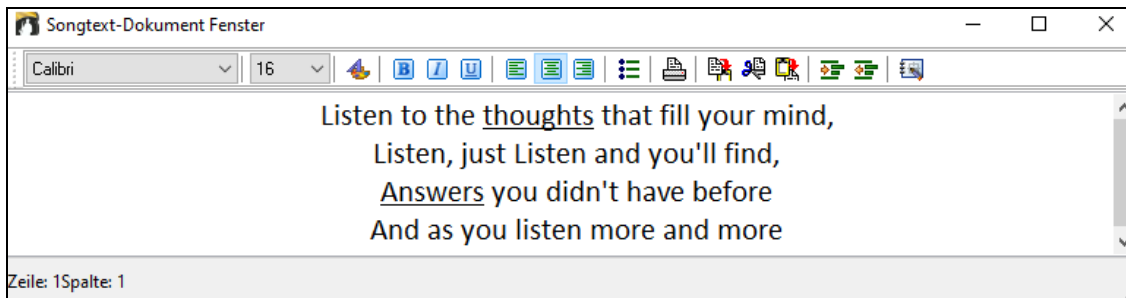 Songtext-Dokument Fenster
Calibri 16 B I U
Listen to the thoughts that fill your mind,
Listen, just Listen and you'll find,
Answers you didn't have before
And as you listen more and more
Zeile: 1Spalte: 1